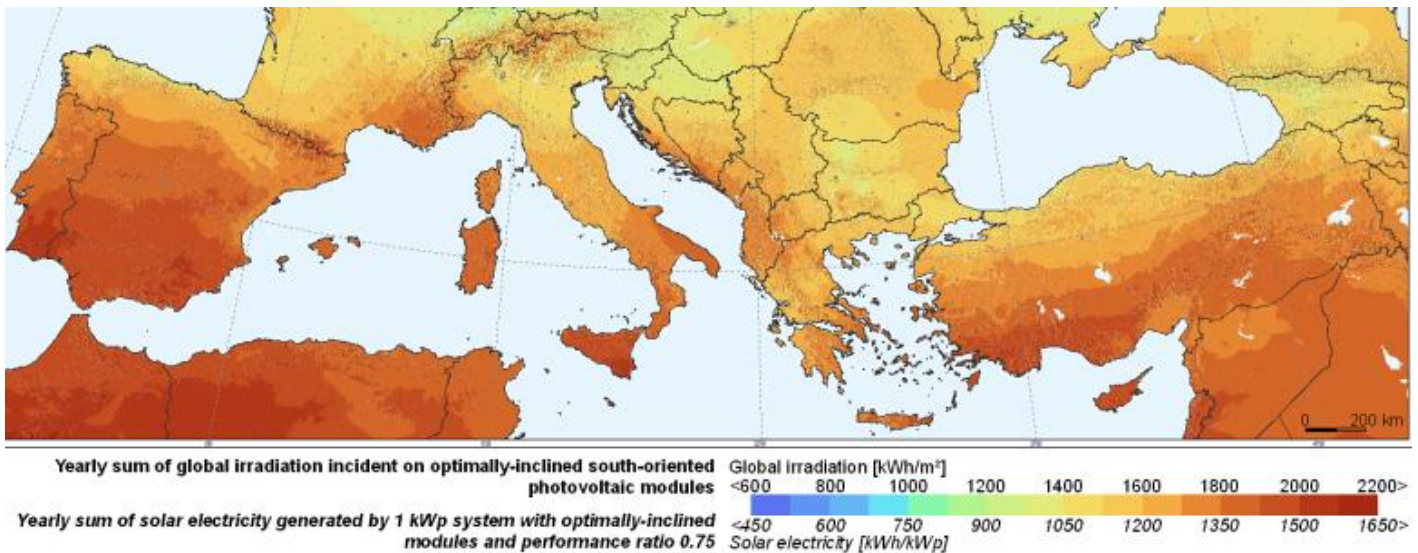 0 200 km
Yearly sum of global irradiation incident on optimally-inclined south-oriented
photovoltaic modules
Yearly sum of solar electricity generated by 1 kWp system with optimally-inclined
modules and performance ratio 0.75
Global irradiation [kWh/m²]
<600 800 1000 1200 1400 1600 1800 2000 2200>
<450 600 750 900 1050 1200 1350 1500 1650>
Solar electricity [kWh/kWp]